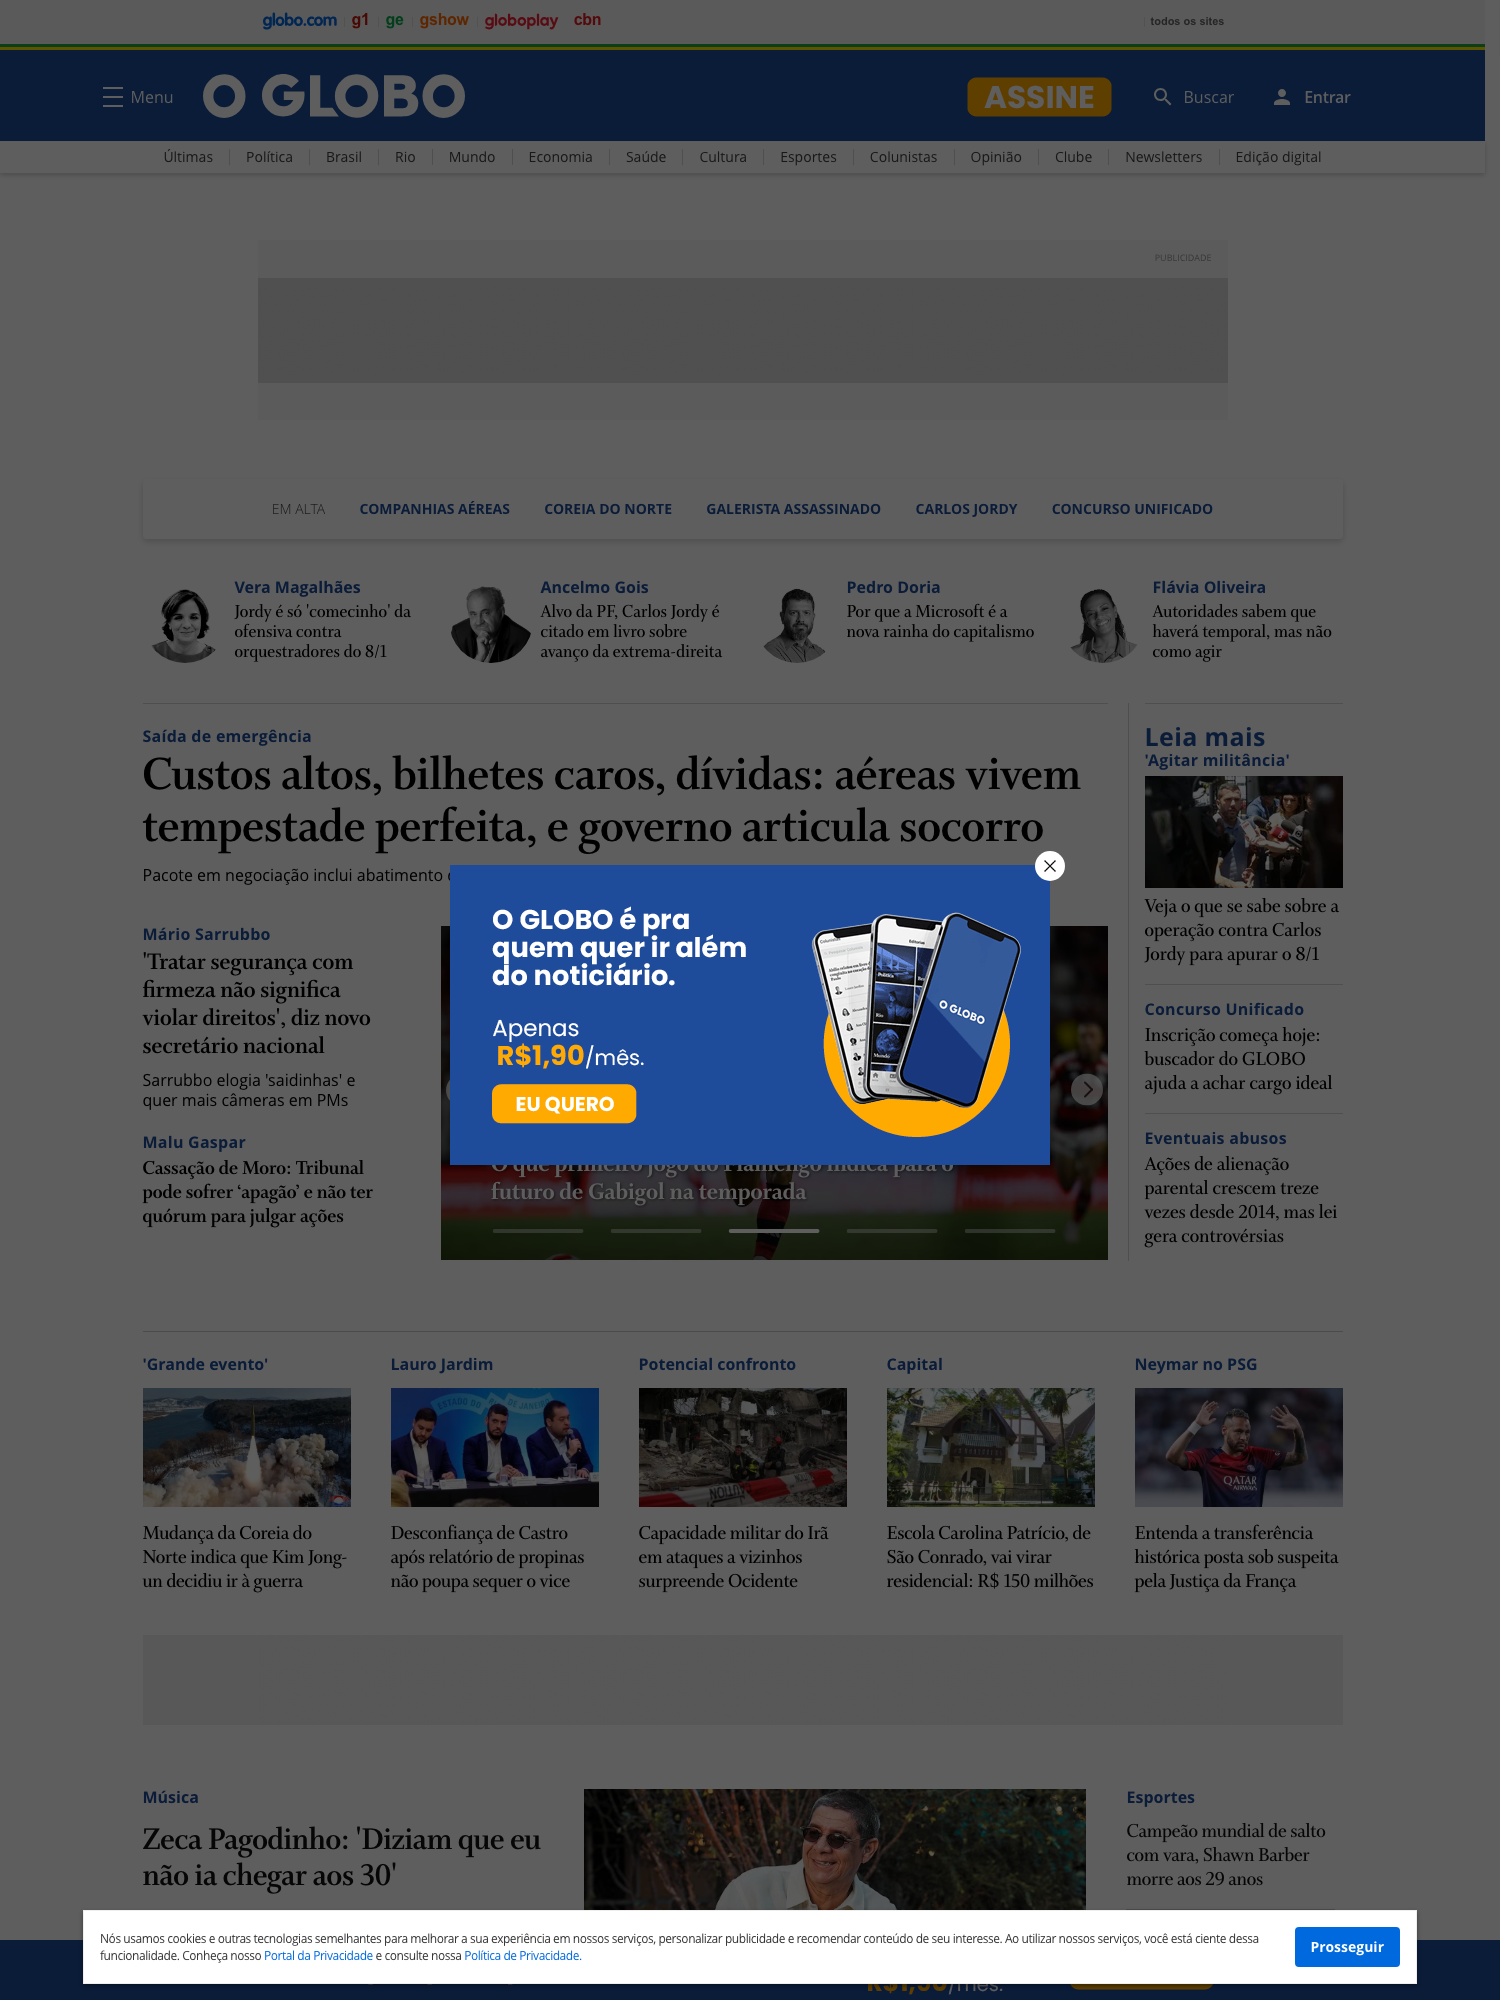 globo.com g1 ge gshow globoplay cbn todos os sites
Menu O GLOBO ASSINE Buscar Entrar
Últimas Política Brasil Rio Mundo Economia Saúde Cultura Esportes Colunistas Opinião Clube Newsletters Edição digital
PUBLICIDADE
EM ALTA COMPANHIAS AÉREAS COREIA DO NORTE GALERISTA ASSASSINADO CARLOS JORDY CONCURSO UNIFICADO
Vera Magalhães
Jordy é só 'comecinho' da
ofensiva contra
orquestradores do 8/1
Ancelmo Gois
Alvo da PF, Carlos Jordy é
citado em livro sobre
avanço da extrema-direita
Pedro Doria
Por que a Microsoft é a
nova rainha do capitalismo
Flávia Oliveira
Autoridades sabem que
haverá temporal, mas não
como agir
Saída de emergência
Custos altos, bilhetes caros, dívidas: aéreas vivem
tempestade perfeita, e governo articula socorro
Pacote em negociação inclui abatimento
Mário Sarrubbo
'Tratar segurança com
firmeza não significa
violar direitos', diz novo
secretário nacional
Sarrubbo elogia 'saidinhas' e
quer mais câmeras em PMs
Malu Gaspar
Cassação de Moro: Tribunal
pode sofrer ‘apagão’ e não ter
quórum para julgar ações
O GLOBO é pra
quem quer ir além
do noticiário.
Apenas
R$1,90/mês.
EU QUERO
O GLOBO
Editorias
Política
Rio
Mundo
O que primeiro jogo do Flamengo indica para o
futuro de Gabigol na temporada
Leia mais
'Agitar militância'
Veja o que se sabe sobre a
operação contra Carlos
Jordy para apurar o 8/1
Concurso Unificado
Inscrição começa hoje:
buscador do GLOBO
ajuda a achar cargo ideal
Eventuais abusos
Ações de alienação
parental crescem treze
vezes desde 2014, mas lei
gera controvérsias
'Grande evento'
Mudança da Coreia do
Norte indica que Kim Jong-
un decidiu ir à guerra
Lauro Jardim
ESTADO DO DE JANEIRO
Desconfiança de Castro
após relatório de propinas
não poupa sequer o vice
Potencial confronto
Capacidade militar do Irã
em ataques a vizinhos
surpreende Ocidente
Capital
Escola Carolina Patrício, de
São Conrado, vai virar
residencial: R$ 150 milhões
Neymar no PSG
QATAR
AIRWAYS
Entenda a transferência
histórica posta sob suspeita
pela Justiça da França
Música
Zeca Pagodinho: 'Diziam que eu
não ia chegar aos 30'
Esportes
Campeão mundial de salto
com vara, Shawn Barber
morre aos 29 anos
Nós usamos cookies e outras tecnologias semelhantes para melhorar a sua experiência em nossos serviços, personalizar publicidade e recomendar conteúdo de seu interesse. Ao utilizar nossos serviços, você está ciente dessa
funcionalidade. Conheça nosso Portal da Privacidade e consulte nossa Política de Privacidade.
Prosseguir
R$1,90/mês.